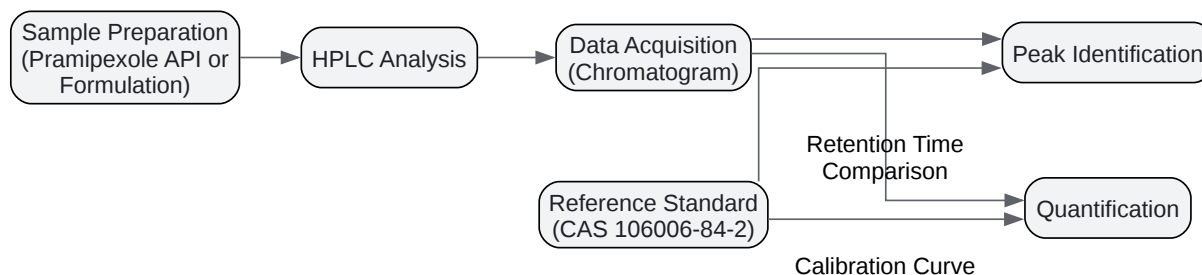 Sample Preparation
(Pramipexole API or
Formulation)
HPLC Analysis
Data Acquisition
(Chromatogram)
Peak Identification
Retention Time
Comparison
Reference Standard
(CAS 106006-84-2)
Quantification
Calibration Curve